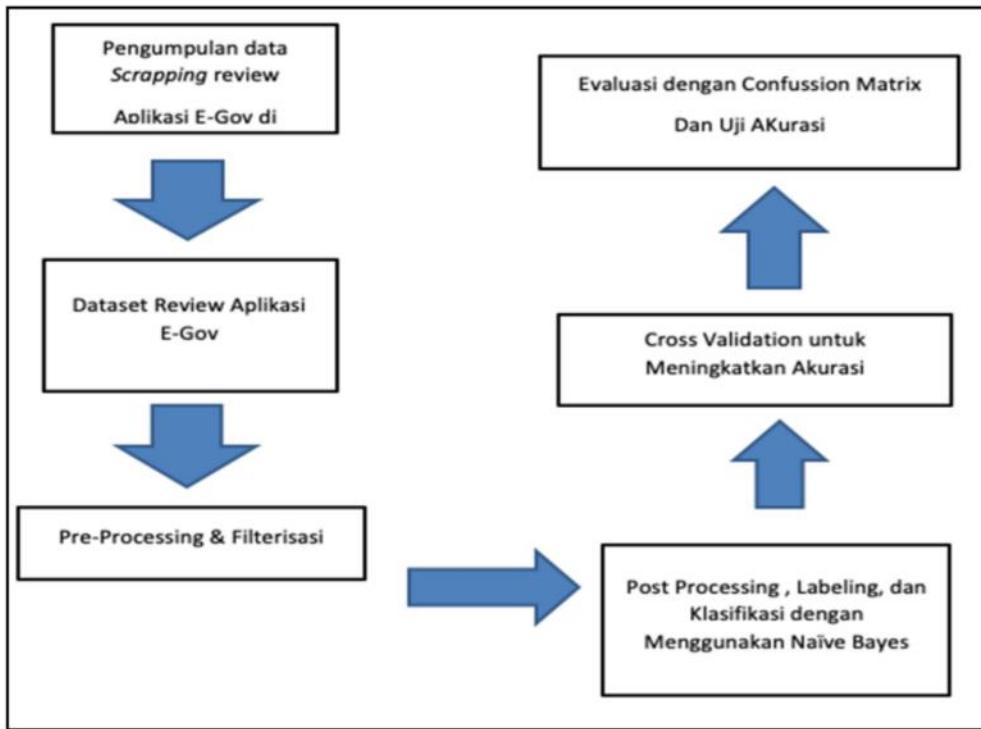 Pengumpulan data
Scrapping review
Aplikasi E-Gov di
Dataset Review Aplikasi
E-Gov
Pre-Processing & Filterisasi
Post Processing , Labeling, dan
Klasifikasi dengan
Menggunakan Naïve Bayes
Cross Validation untuk
Meningkatkan Akurasi
Evaluasi dengan Confussion Matrix
Dan Uji AKurasi